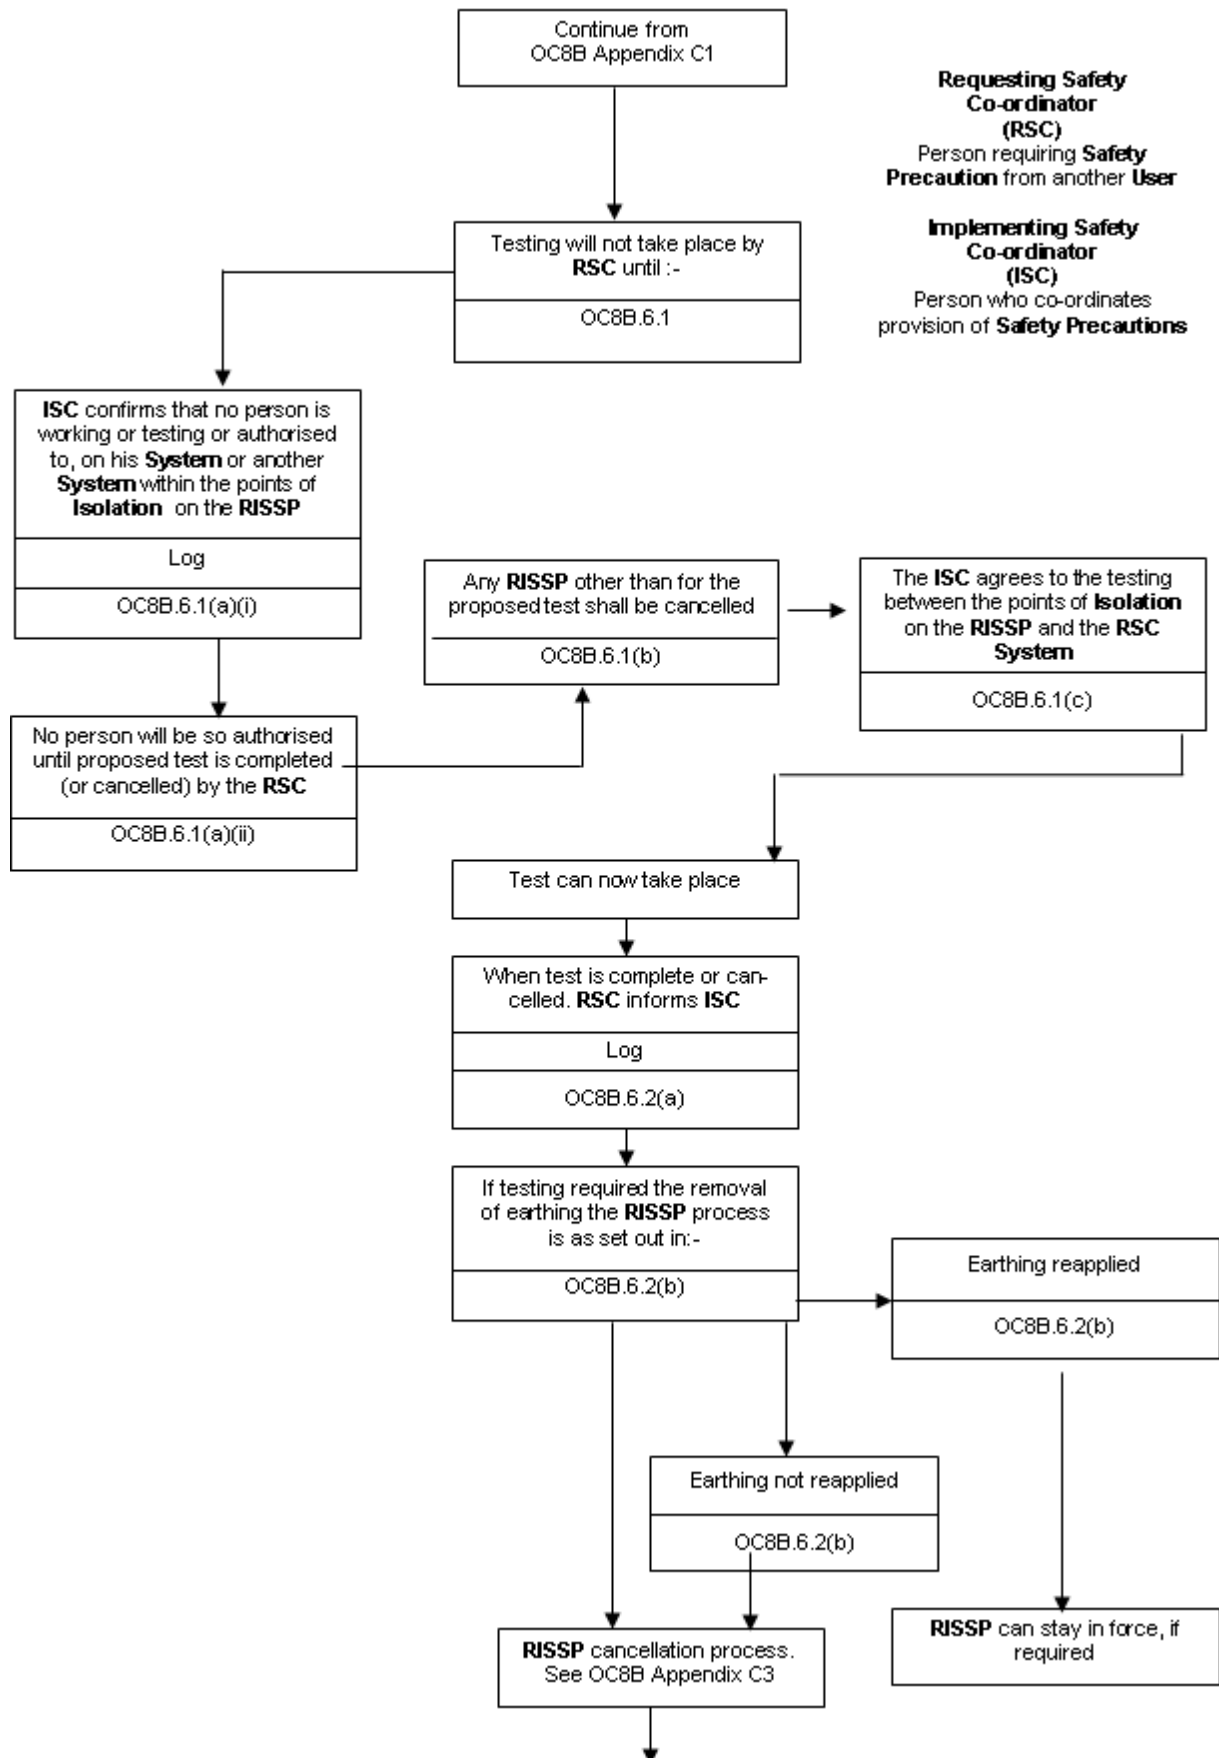 Continue from
OC8B Appendix C1
Requesting Safety
Co-ordinator
(RSC)
Person requiring Safety
Precaution from another User
Implementing Safety
Co-ordinator
(ISC)
Person who co-ordinates
provision of Safety Precautions
Testing will not take place by
RSC until :-
OC8B.6.1
ISC confirms that no person is
working or testing or authorised
to, on his System or another
System within the points of
Isolation on the RISSP
Log
OC8B.6.1(a)(i)
No person will be so authorised
until proposed test is completed
(or cancelled) by the RSC
OC8B.6.1(a)(ii)
Any RISSP other than for the
proposed test shall be cancelled
OC8B.6.1(b)
The ISC agrees to the testing
between the points of Isolation
on the RISSP and the RSC
System
OC8B.6.1(c)
Test can now take place
When test is complete or can-
celled. RSC informs ISC
Log
OC8B.6.2(a)
If testing required the removal
of earthing the RISSP process
is as set out in:-
OC8B.6.2(b)
Earthing reapplied
OC8B.6.2(b)
Earthing not reapplied
OC8B.6.2(b)
RISSP can stay in force, if
required
RISSP cancellation process.
See OC8B Appendix C3